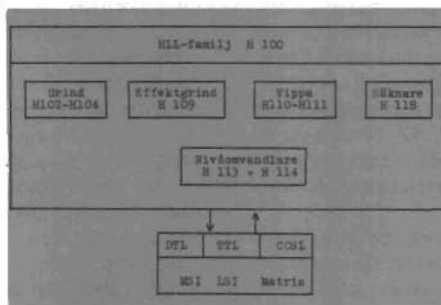 HLL-familj H 100
Grind
H102-H104
Effektgrind
H 109
Vippa
H110-H111
Räknare
H 118
Nivåomvandlare
H 113 + H 114
DTL TTL COSL
MSI LSI Matris